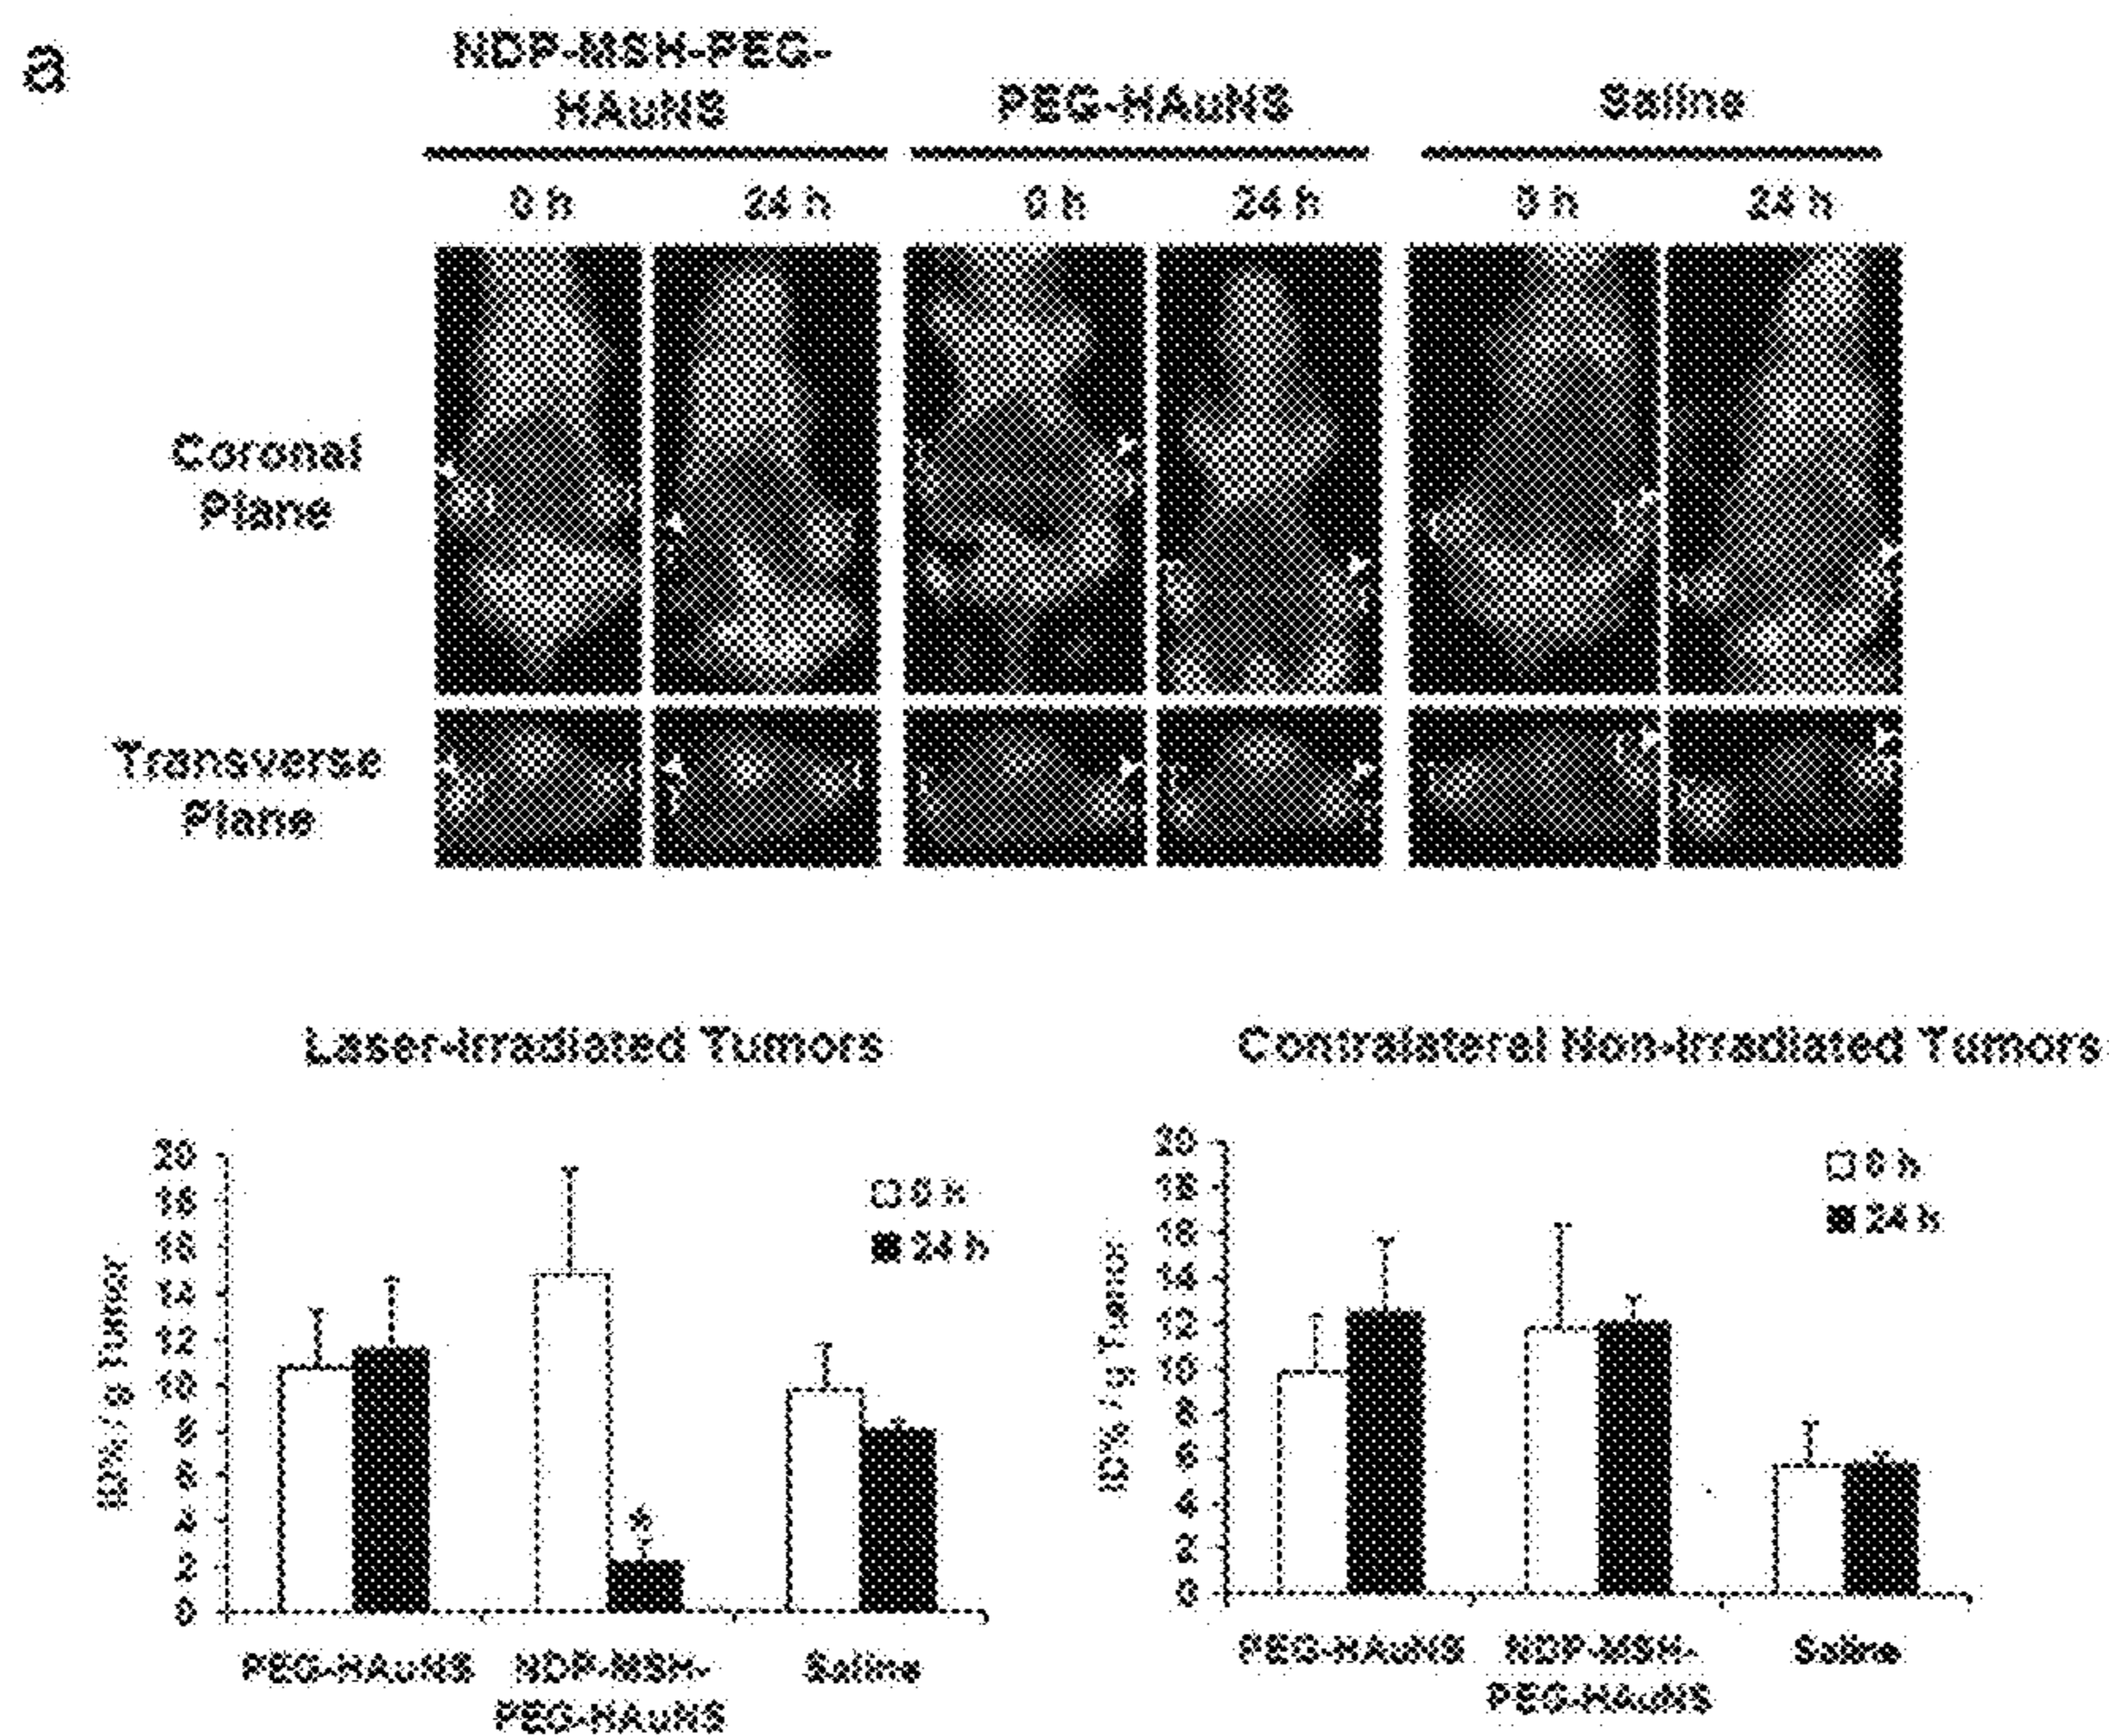 a
NDP-MSH-PEG-
HAuNS
PEG-HAuNS
Saline
0 h
24 h
0 h
24 h
0 h
24 h
Coronal
Plane
Transverse
Plane
Laser-Irradiated Tumors
ID% / g Tumor
20
18
16
14
12
10
8
6
4
2
0
0 h
24 h
*
PEG-HAuNS
NDP-MSH-
PEG-HAuNS
Saline
Contralateral Non-Irradiated Tumors
ID% / g Tumor
20
18
16
14
12
10
8
6
4
2
0
0 h
24 h
PEG-HAuNS
NDP-MSH-
PEG-HAuNS
Saline